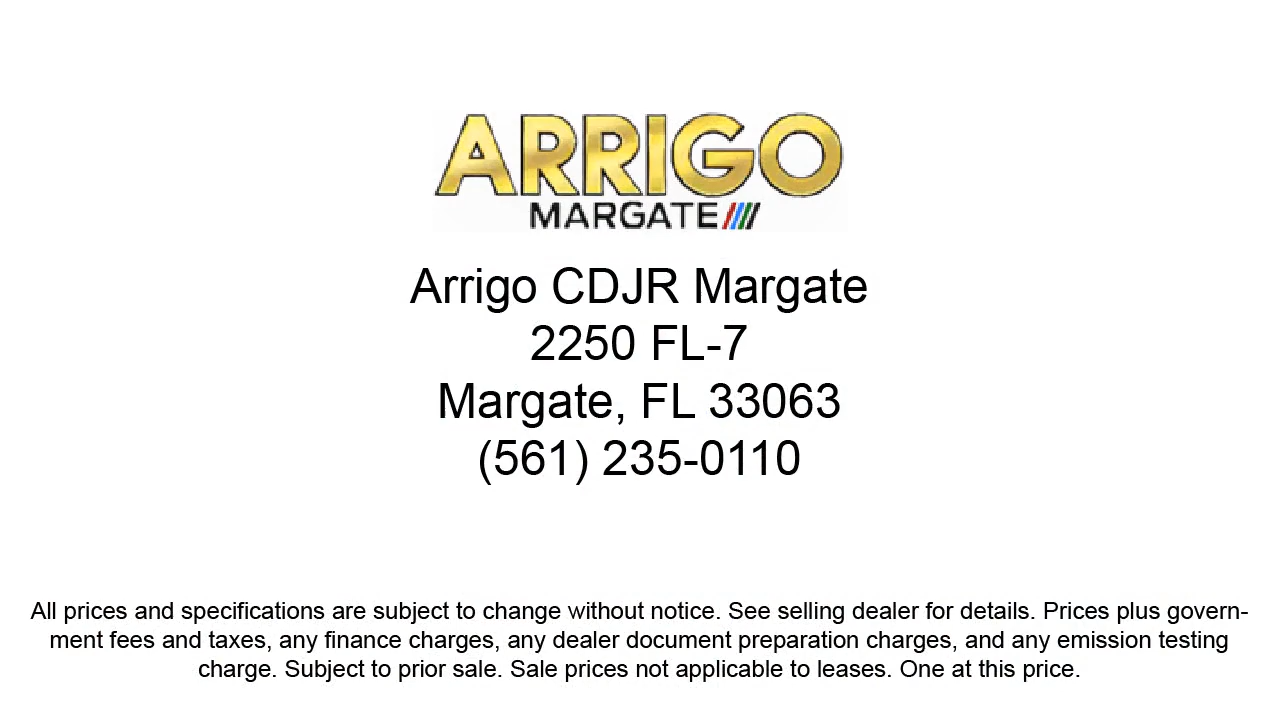 ARRIGO
MARGATE
Arrigo CDJR Margate
2250 FL-7
Margate, FL 33063
(561) 235-0110
All prices and specifications are subject to change without notice. See selling dealer for details. Prices plus govern-
ment fees and taxes, any finance charges, any dealer document preparation charges, and any emission testing
charge. Subject to prior sale. Sale prices not applicable to leases. One at this price.